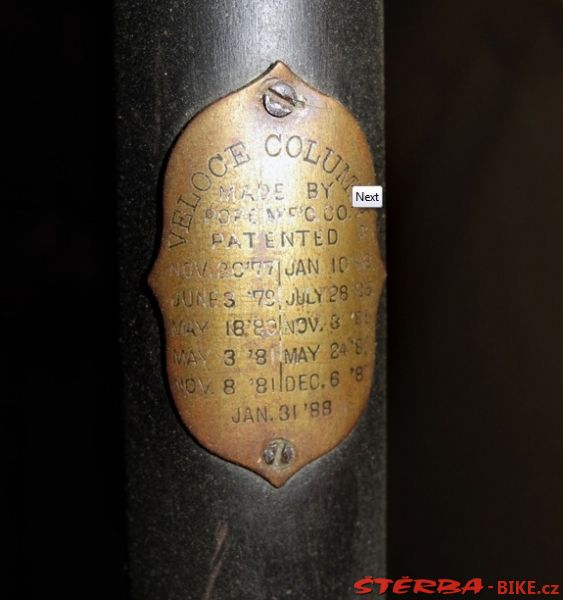 VELOCE COLUM
MADE BY
POPE M'F'G. CO.
PATENTED
NOV. 20 '77 JAN 10
JUNE 3 '79 JULY 28
MAY 18 '80 NOV. 3
MAY 3 '81 MAY 24 '8
NOV. 8 '81 DEC. 6 '8
JAN. 31 '88
Next
ŠTĚRBA-BIKE.cz